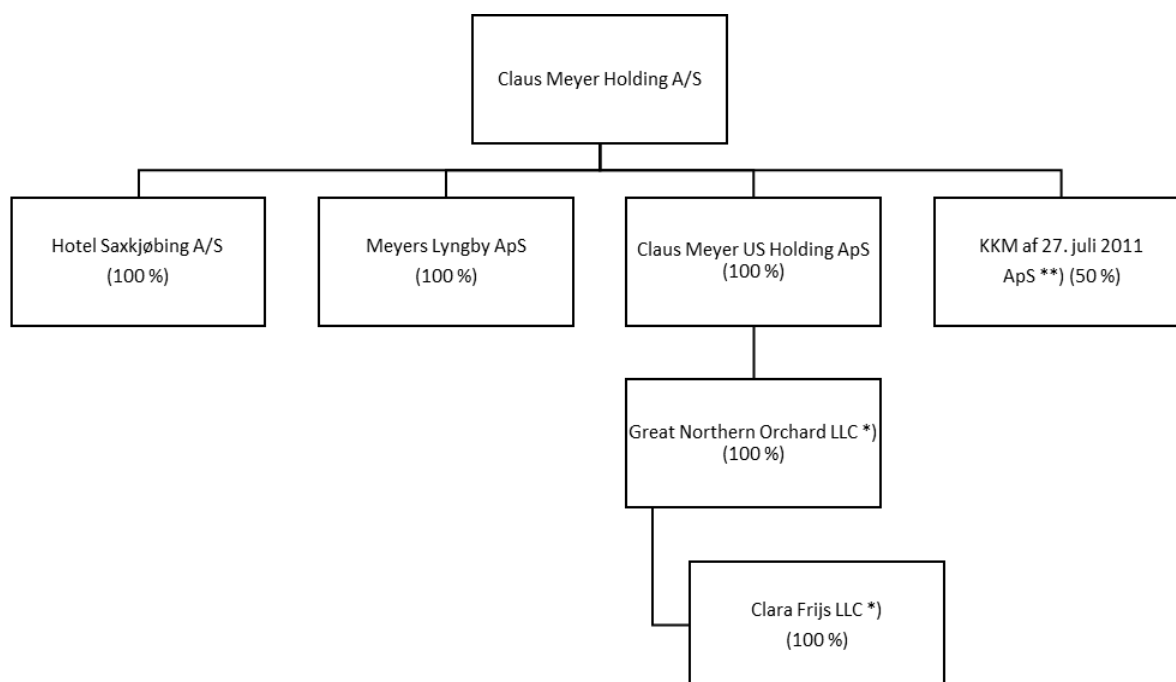 Claus Meyer Holding A/S
Hotel Saxkjøbing A/S
(100 %)
Meyers Lyngby ApS
(100 %)
Claus Meyer US Holding ApS
(100 %)
KKM af 27. juli 2011
ApS **) (50 %)
Great Northern Orchard LLC *)
(100 %)
Clara Frijs LLC *)
(100 %)